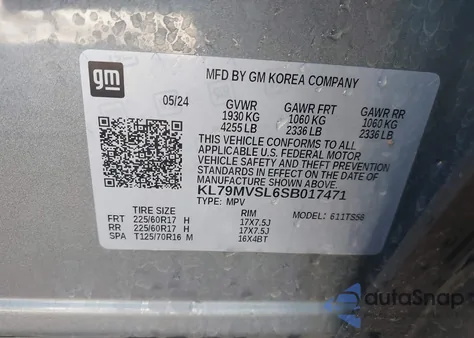 gm
MFD BY GM KOREA COMPANY
05/24 GVWR GAWR FRT GAWR RR
1930 KG 1060 KG 1060 KG
4255 LB 2336 LB 2336 LB
THIS VEHICLE CONFORMS TO ALL
APPLICABLE U.S. FEDERAL MOTOR
VEHICLE SAFETY AND THEFT
PREVENTION STANDARDS IN EFFECT
ON THE DATE OF MANUFACTURE
SHOWN ABOVE.
KL79MVSL6SB017471
TYPE: MPV MODEL: 611TS56
TIRE SIZE RIM
FRT 225/60R17 H 17X7.5J
RR 225/60R17 H 17X7.5J
SPA T125/70R16 M 16X4BT
autoSnap